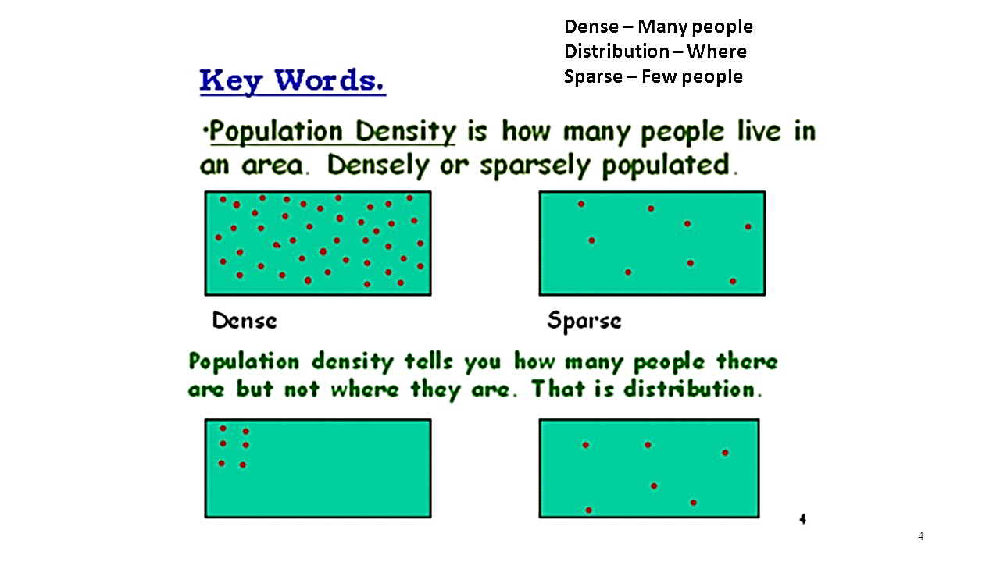 Dense – Many people
Distribution – Where
Sparse – Few people
Key Words.
·Population Density is how many people live in
an area. Densely or sparsely populated.
Dense
Sparse
Population density tells you how many people there
are but not where they are. That is distribution.
4
4